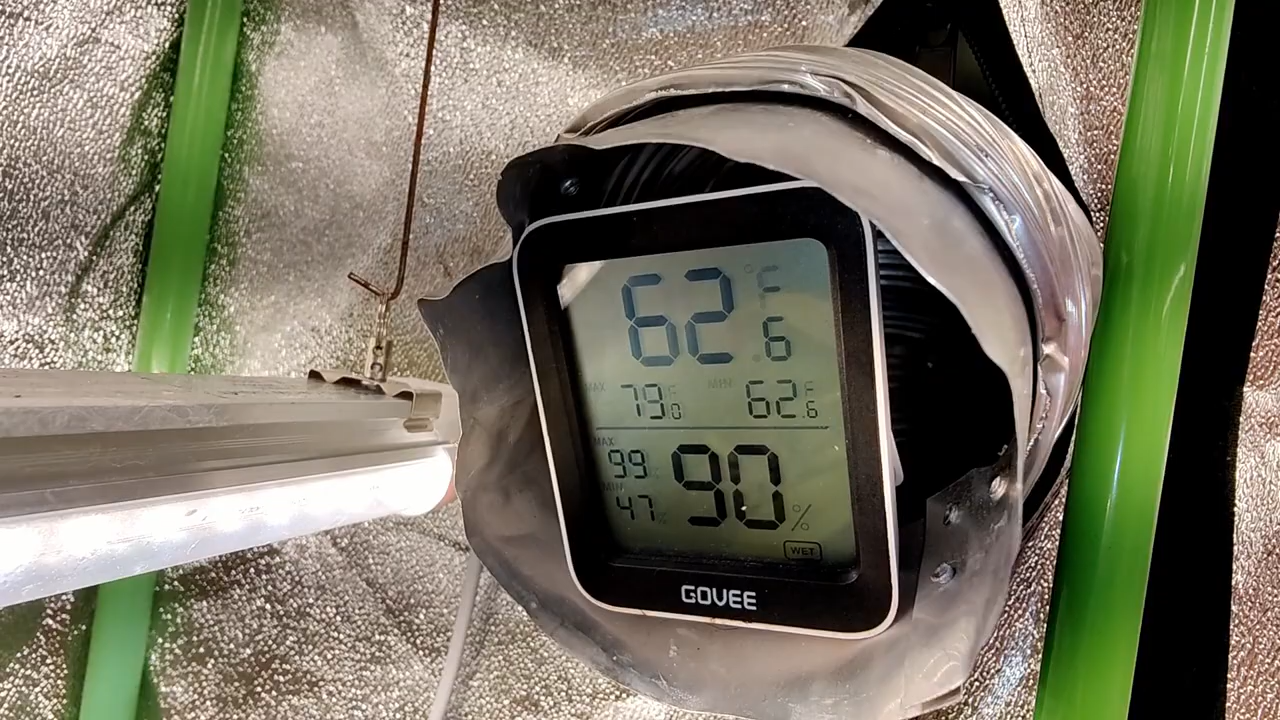 62.6 °F
MAX 79.0 F MIN 62.6 F
MAX
99 90 %
MIN
47 %
WET
GOVEE